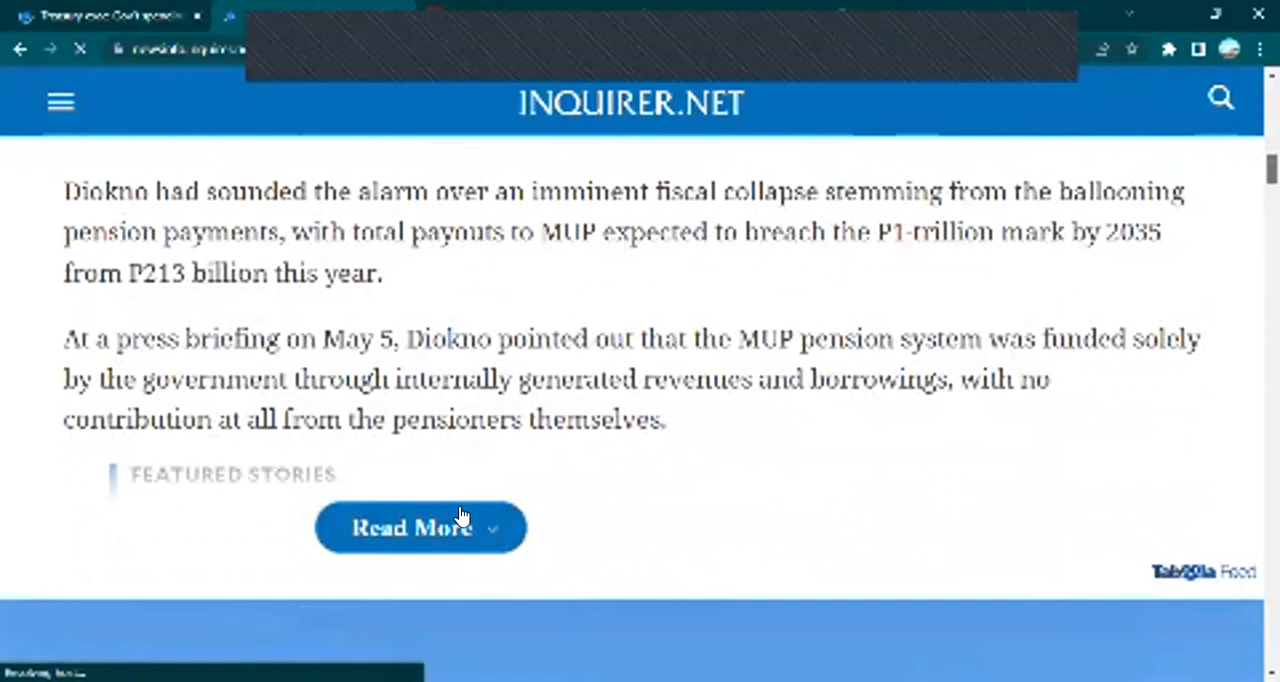 INQUIRER.NET
Diokno had sounded the alarm over an imminent fiscal collapse stemming from the ballooning
pension payments, with total payouts to MUP expected to breach the P1-trillion mark by 2035
from P213 billion this year.
At a press briefing on May 5, Diokno pointed out that the MUP pension system was funded solely
by the government through internally generated revenues and borrowings, with no
contribution at all from the pensioners themselves.
FEATURED STORIES
Read More
Taboola Feed